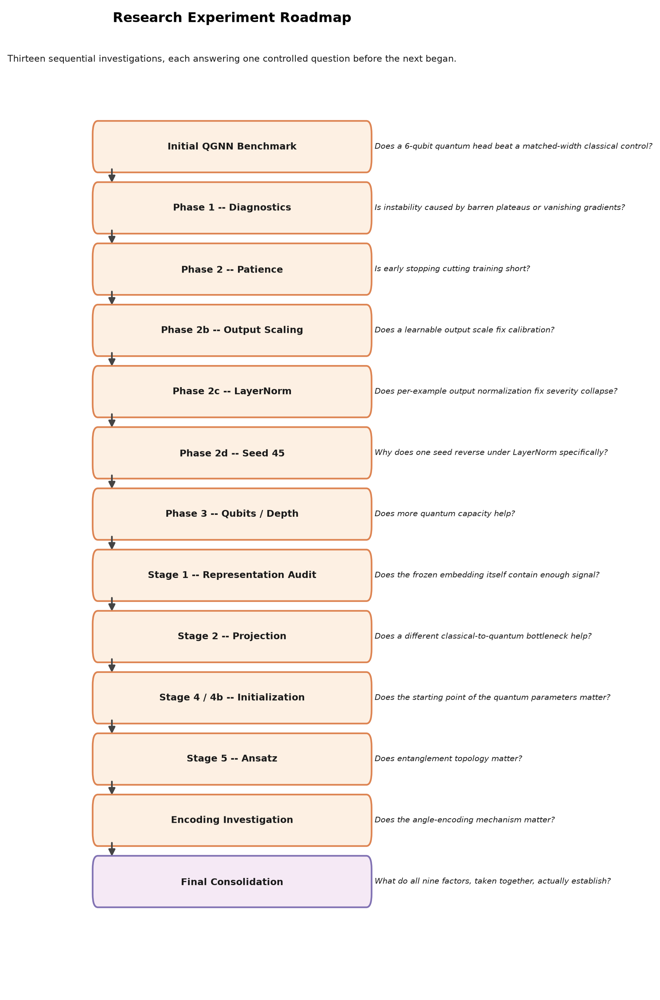 Research Experiment Roadmap
Thirteen sequential investigations, each answering one controlled question before the next began.
Initial QGNN Benchmark
Does a 6-qubit quantum head beat a matched-width classical control?
Phase 1 -- Diagnostics
Is instability caused by barren plateaus or vanishing gradients?
Phase 2 -- Patience
Is early stopping cutting training short?
Phase 2b -- Output Scaling
Does a learnable output scale fix calibration?
Phase 2c -- LayerNorm
Does per-example output normalization fix severity collapse?
Phase 2d -- Seed 45
Why does one seed reverse under LayerNorm specifically?
Phase 3 -- Qubits / Depth
Does more quantum capacity help?
Stage 1 -- Representation Audit
Does the frozen embedding itself contain enough signal?
Stage 2 -- Projection
Does a different classical-to-quantum bottleneck help?
Stage 4 / 4b -- Initialization
Does the starting point of the quantum parameters matter?
Stage 5 -- Ansatz
Does entanglement topology matter?
Encoding Investigation
Does the angle-encoding mechanism matter?
Final Consolidation
What do all nine factors, taken together, actually establish?